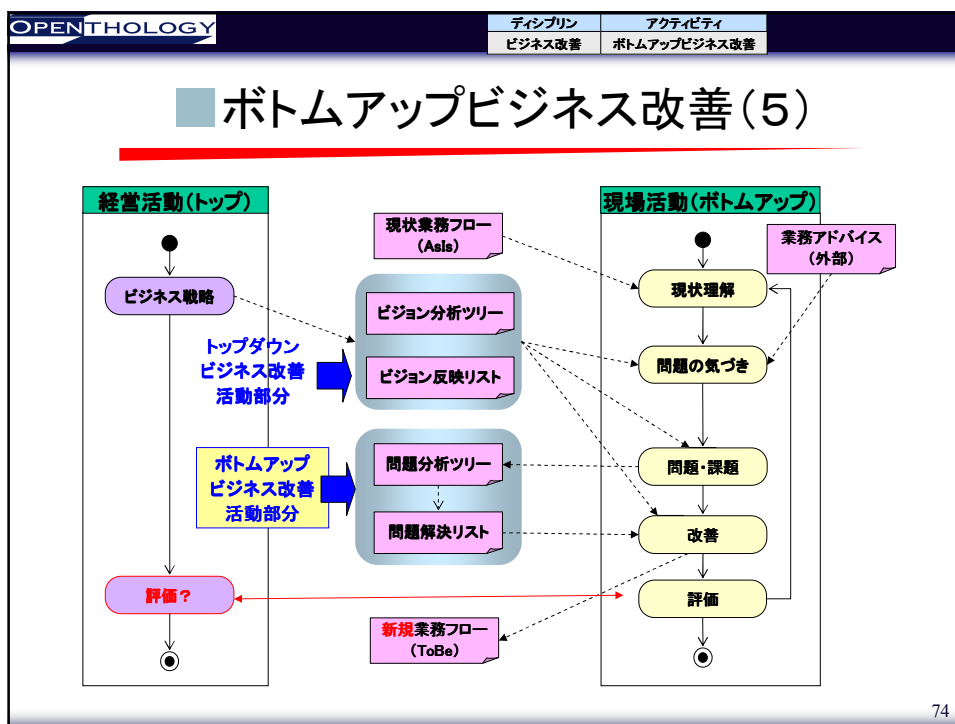 OPENTHOLOGY
ディシプリン
アクティビティ
ビジネス改善
ボトムアップビジネス改善
ボトムアップビジネス改善(5)
経営活動(トップ)
ビジネス戦略
トップダウン
ビジネス改善
活動部分
ボトムアップ
ビジネス改善
活動部分
評価?
現状業務フロー
(AsIs)
ビジョン分析ツリー
ビジョン反映リスト
問題分析ツリー
問題解決リスト
新規業務フロー
(ToBe)
現場活動(ボトムアップ)
業務アドバイス
(外部)
現状理解
問題の気づき
問題・課題
改善
評価
74